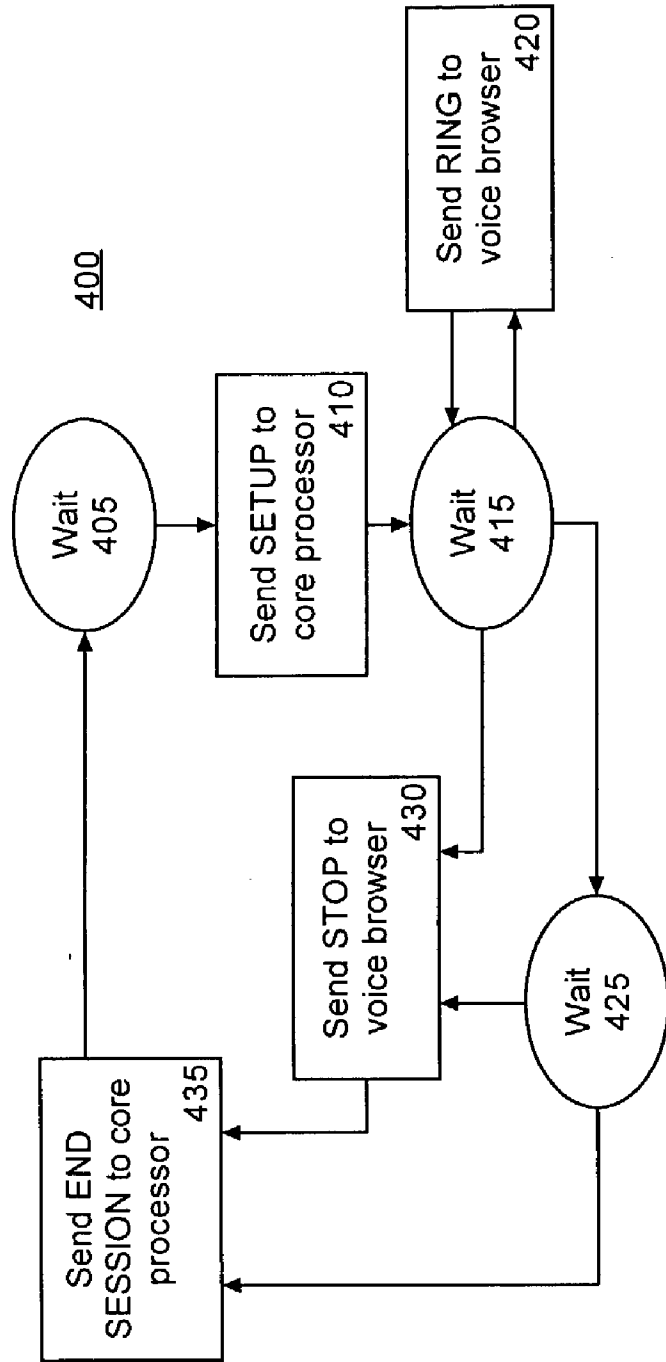 400
Wait
405
Send SETUP to
core processor
410
Wait
415
Send RING to
voice browser
420
Wait
425
Send STOP to
voice browser
430
Send END
SESSION to core
processor
435